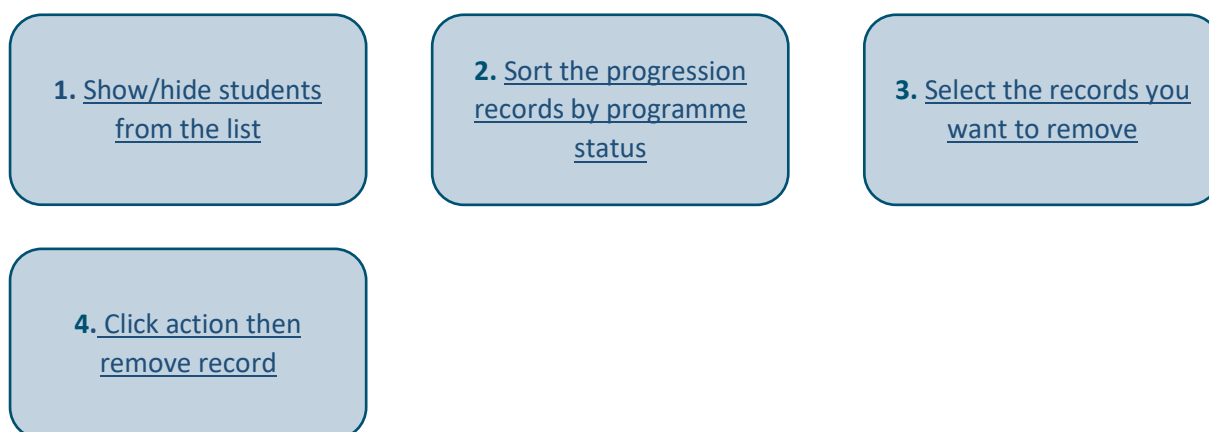 1. Show/hide students
from the list
2. Sort the progression
records by programme
status
3. Select the records you
want to remove
4. Click action then
remove record